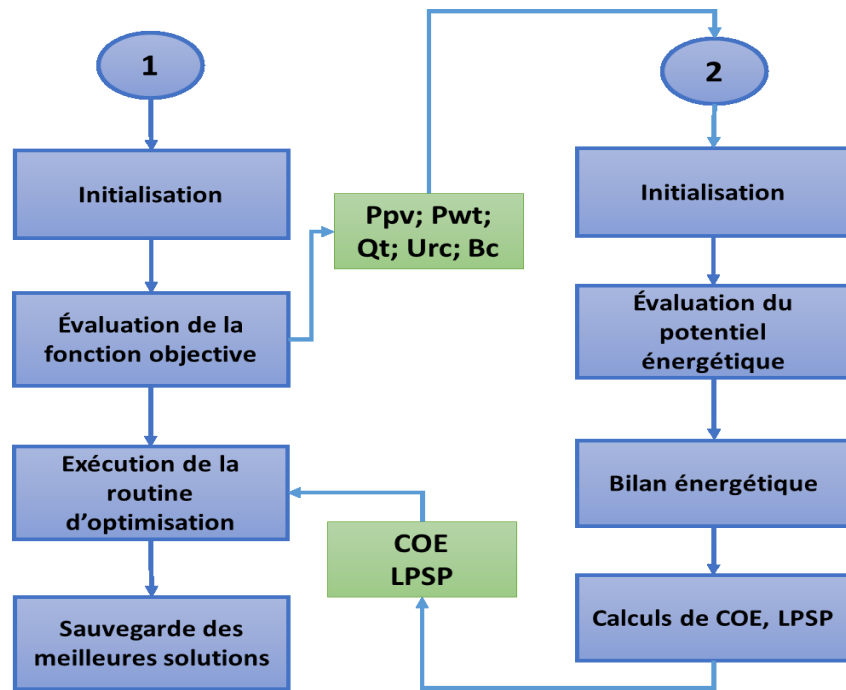 1
Initialisation
Évaluation de la
fonction objective
Exécution de la
routine
d’optimisation
Sauvegarde des
meilleures solutions
Ppv; Pwt;
Qt; Urc; Bc
COE
LPSP
2
Initialisation
Évaluation du
potentiel
énergétique
Bilan énergétique
Calculs de COE, LPSP